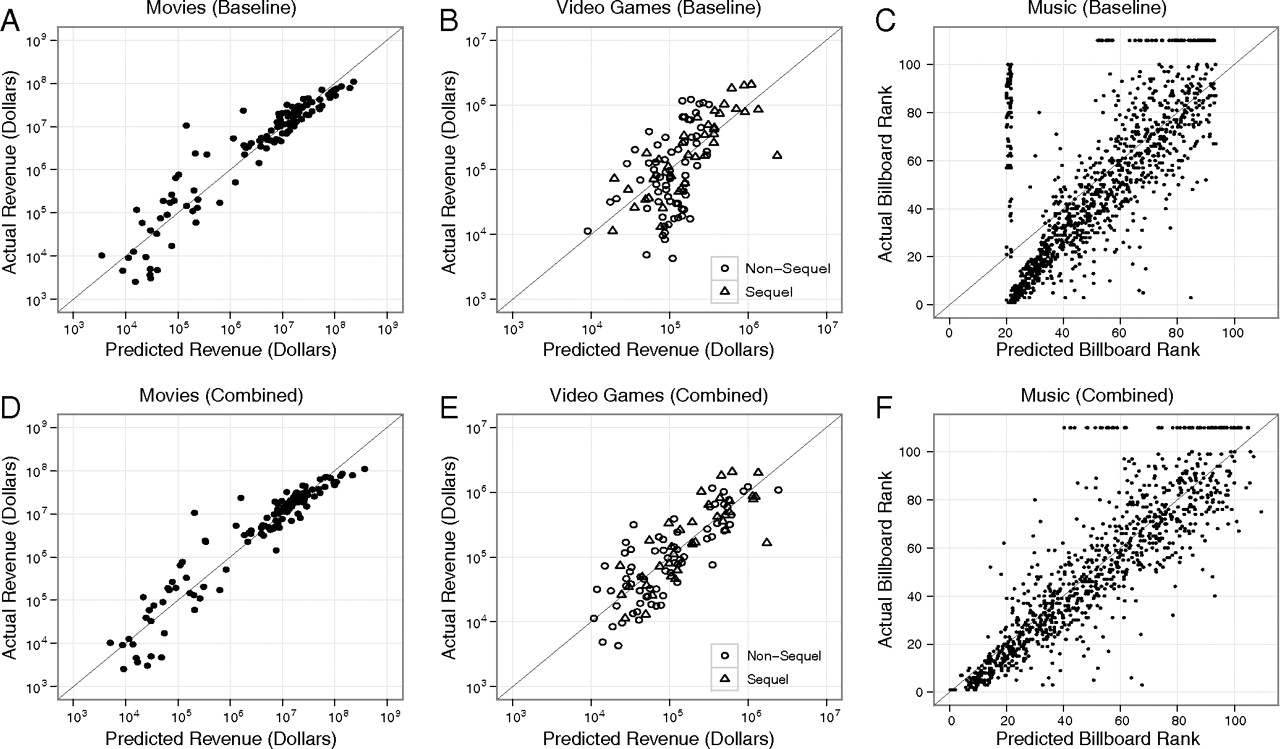 A
Movies (Baseline)
Actual Revenue (Dollars)
10⁹
10⁸
10⁷
10⁶
10⁵
10⁴
10³
10³ 10⁴ 10⁵ 10⁶ 10⁷ 10⁸ 10⁹
Predicted Revenue (Dollars)
B
Video Games (Baseline)
Actual Revenue (Dollars)
10⁷
10⁶
10⁵
10⁴
10³
Non-Sequel
Sequel
10³ 10⁴ 10⁵ 10⁶ 10⁷
Predicted Revenue (Dollars)
C
Music (Baseline)
Actual Billboard Rank
100
80
60
40
20
0
0 20 40 60 80 100
Predicted Billboard Rank
D
Movies (Combined)
Actual Revenue (Dollars)
10⁹
10⁸
10⁷
10⁶
10⁵
10⁴
10³
10³ 10⁴ 10⁵ 10⁶ 10⁷ 10⁸ 10⁹
Predicted Revenue (Dollars)
E
Video Games (Combined)
Actual Revenue (Dollars)
10⁷
10⁶
10⁵
10⁴
10³
Non-Sequel
Sequel
10³ 10⁴ 10⁵ 10⁶ 10⁷
Predicted Revenue (Dollars)
F
Music (Combined)
Actual Billboard Rank
100
80
60
40
20
0
0 20 40 60 80 100
Predicted Billboard Rank